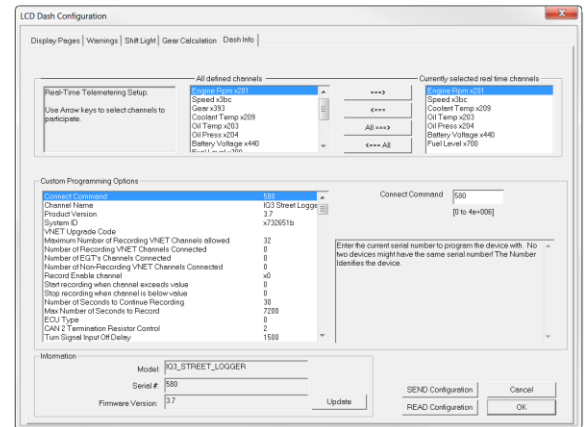 LCD Dash Configuration
Display Pages | Warnings | Shift Light | Gear Calculation | Dash Info
All defined channels
Currently selected real time channels
Real-Time Telemetering Setup.
Use Arrow keys to select channels to
participate.
Engine Rpm x201
Speed x3bc
Gear x393
Coolant Temp x209
Oil Temp x203
Oil Press x204
Battery Voltage x440
Fuel Level x700
===>
<===
All ===>
<=== All
Engine Rpm x201
Speed x3bc
Coolant Temp x209
Oil Temp x203
Oil Press x204
Battery Voltage x440
Fuel Level x700
Custom Programming Options
Connect Command 580
Channel Name IQ3 Street Logge
Product Version 3.7
System ID x732651b
VNET Upgrade Code
Maximum Number of Recording VNET Channels allowed 32
Number of Recording VNET Channels Connected 0
Number of EGT's Channels Connected 0
Number of Non-Recording VNET Channels Connected 0
Record Enable channel x0
Start recording when channel exceeds value 0
Stop recording when channel is below value 0
Number of Seconds to Continue Recording 30
Max Number of Seconds to Record 7200
ECU Type 0
CAN 2 Termination Resistor Control 2
Turn Signal Input Off Delay 1500
Connect Command 580
[0 to 4e+006]
Enter the current serial number to program the device with. No
two devices might have the same serial number! The Number
Idenifies the device.
Information
Model: IQ3_STREET_LOGGER
Serial #: 580
Firmware Version: 3.7
Update
SEND Configuration
Cancel
READ Configuration
OK